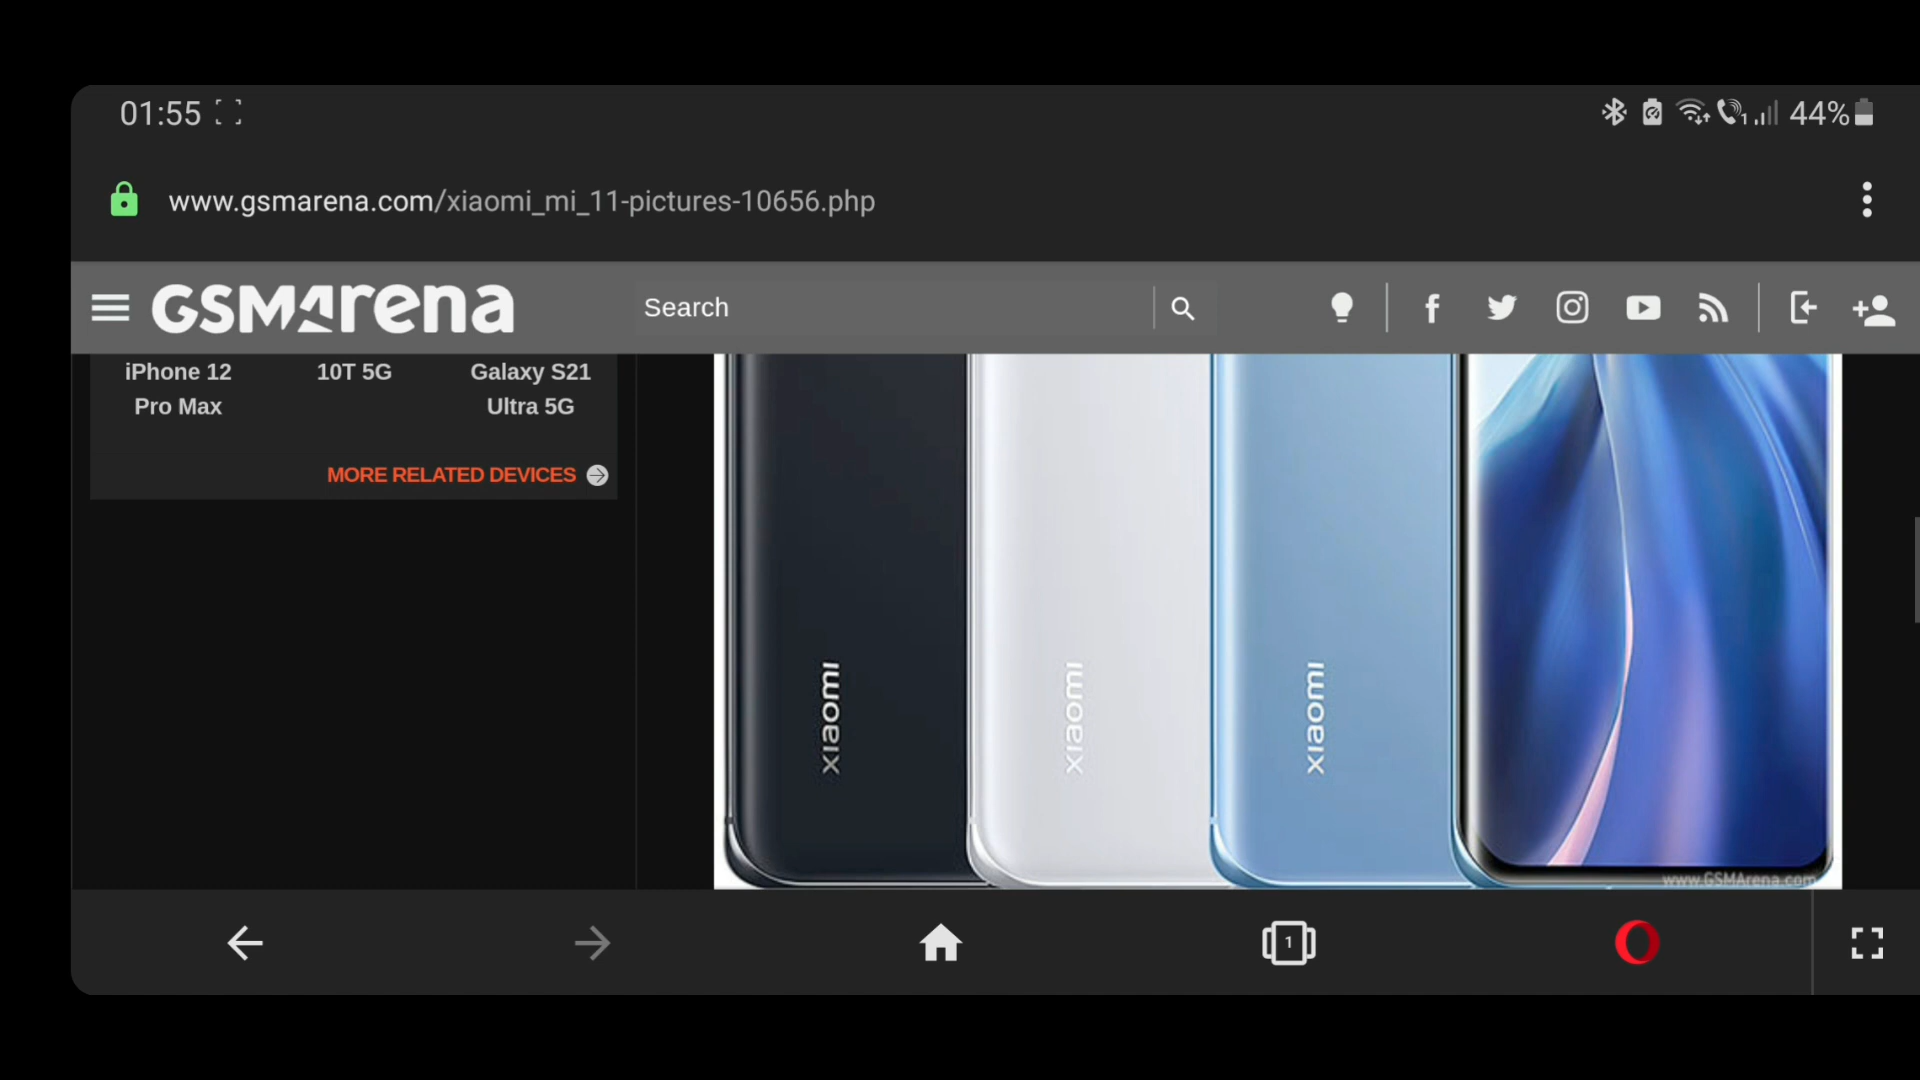 01:55
44%
www.gsmarena.com/xiaomi_mi_11-pictures-10656.php
GSMArena
Search
iPhone 12 Pro Max
10T 5G
Galaxy S21 Ultra 5G
MORE RELATED DEVICES
xiaomi
xiaomi
xiaomi
www.GSMArena.com
1